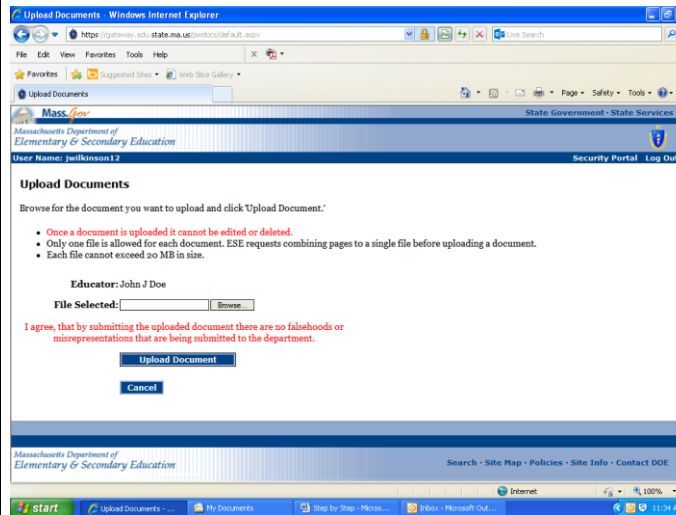 Upload Documents - Windows Internet Explorer
https://gateway.edu.state.ma.us/pwdocs/default.aspx
Live Search
File Edit View Favorites Tools Help
Favorites Suggested Sites Web Slice Gallery
Upload Documents
Page Safety Tools
Mass.Gov
State Government - State Services
Massachusetts Department of
Elementary & Secondary Education
User Name: jwilkinson12
Security Portal Log Out
Upload Documents
Browse for the document you want to upload and click 'Upload Document.'
• Once a document is uploaded it cannot be edited or deleted.
• Only one file is allowed for each document. ESE requests combining pages to a single file before uploading a document.
• Each file cannot exceed 20 MB in size.
Educator: John J Doe
File Selected: Browse...
I agree, that by submitting the uploaded document there are no falsehoods or
misrepresentations that are being submitted to the department.
Upload Document
Cancel
Massachusetts Department of
Elementary & Secondary Education
Search - Site Map - Policies - Site Info - Contact DOE
Internet
100%
start
Upload Documents - ...
My Documents
Step by Step - Micros...
Inbox - Microsoft Out...
11:34 A